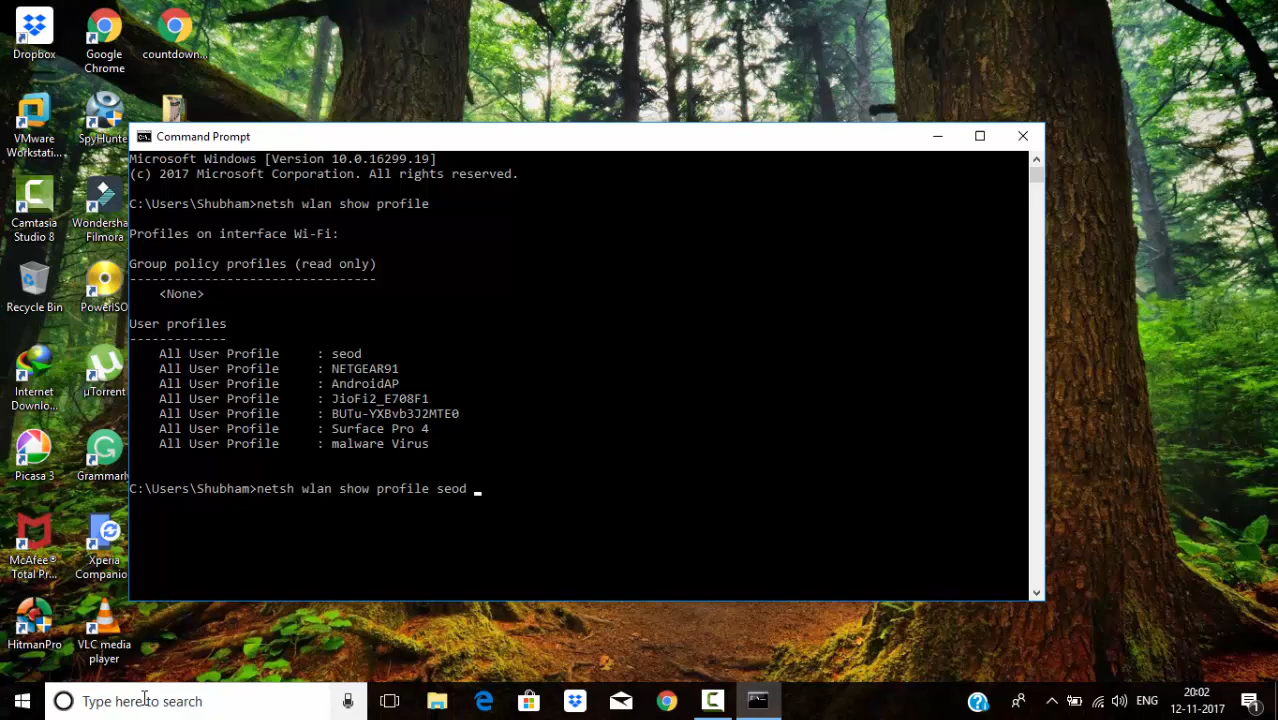 Dropbox
Google
Chrome
countdown...
VMware
Workstati...
SpyHunte
Camtasia
Studio 8
Wondersha
Filmora
Recycle Bin
PowerISO
Internet
Downlo...
µTorrent
Picasa 3
Grammarly
McAfee®
Total Pr...
Xperia
Companio
HitmanPro
VLC media
player
Command Prompt
Microsoft Windows [Version 10.0.16299.19]
(c) 2017 Microsoft Corporation. All rights reserved.
C:\Users\Shubham>netsh wlan show profile
Profiles on interface Wi-Fi:
Group policy profiles (read only)
---------------------------------
<None>
User profiles
-------------
All User Profile     : seod
All User Profile     : NETGEAR91
All User Profile     : AndroidAP
All User Profile     : JioFi2_E708F1
All User Profile     : BUTu-YXBvb3J2MTE0
All User Profile     : Surface Pro 4
All User Profile     : malware Virus
C:\Users\Shubham>netsh wlan show profile seod
Type here to search
ENG
20:02
12-11-2017
1